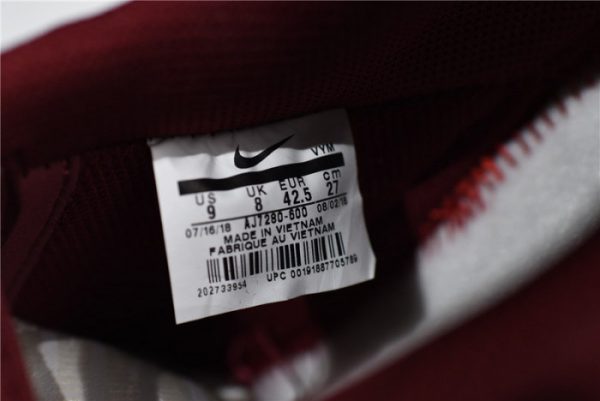 VYM
US UK EUR cm
9 8 42.5 27
07/16/18 AJ7280-600 08/02/18
MADE IN VIETNAM
FABRIQUE AU VIETNAM
202733954 UPC 00191887705789